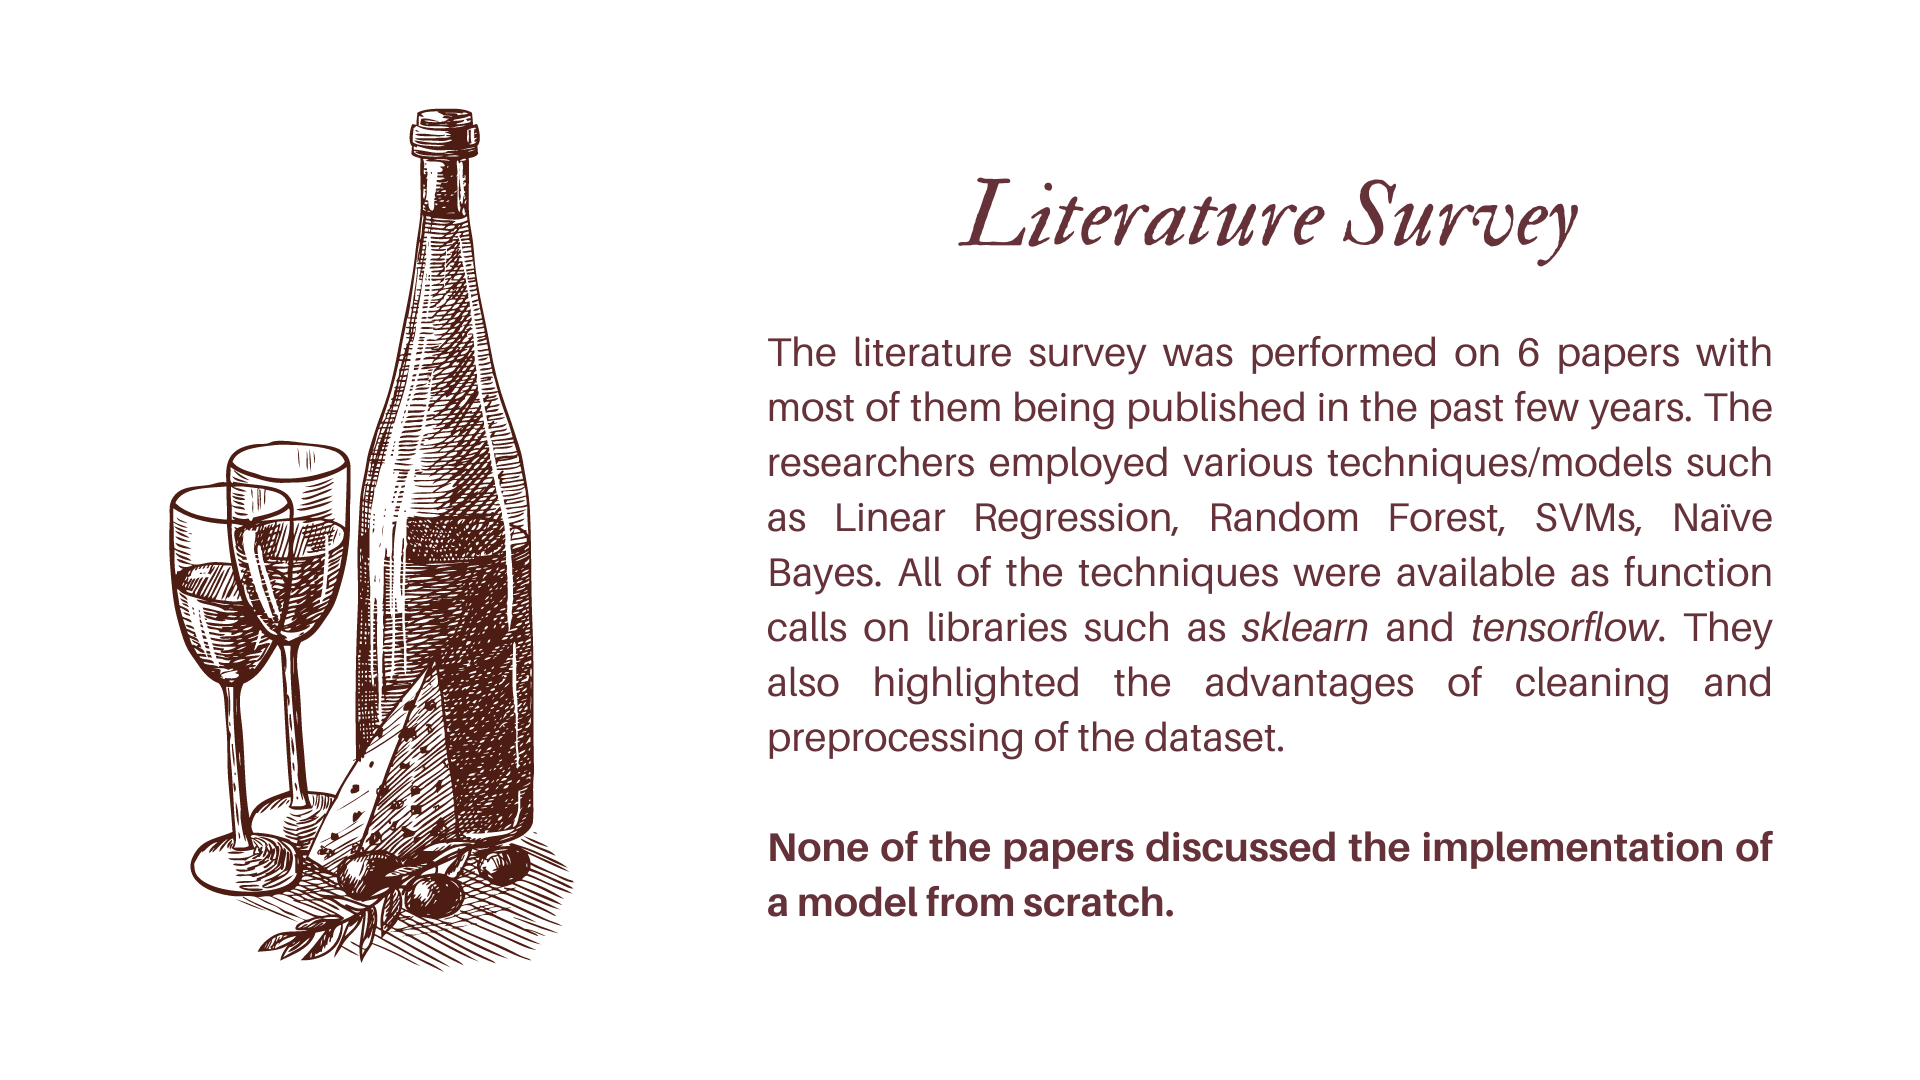 Literature Survey
The literature survey was performed on 6 papers with
most of them being published in the past few years. The
researchers employed various techniques/models such
as Linear Regression, Random Forest, SVMs, Naïve
Bayes. All of the techniques were available as function
calls on libraries such as sklearn and tensorflow. They
also highlighted the advantages of cleaning and
preprocessing of the dataset.
None of the papers discussed the implementation of
a model from scratch.